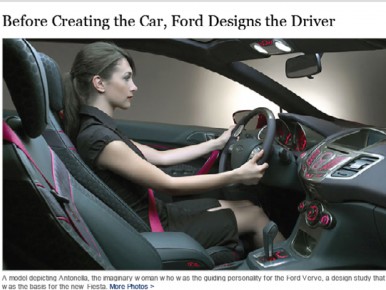 Before Creating the Car, Ford Designs the Driver
A model depicting Antonella, the imaginary woman who was the guiding personality for the Ford Verve, a design study that
was the basis for the new Fiesta. More Photos >